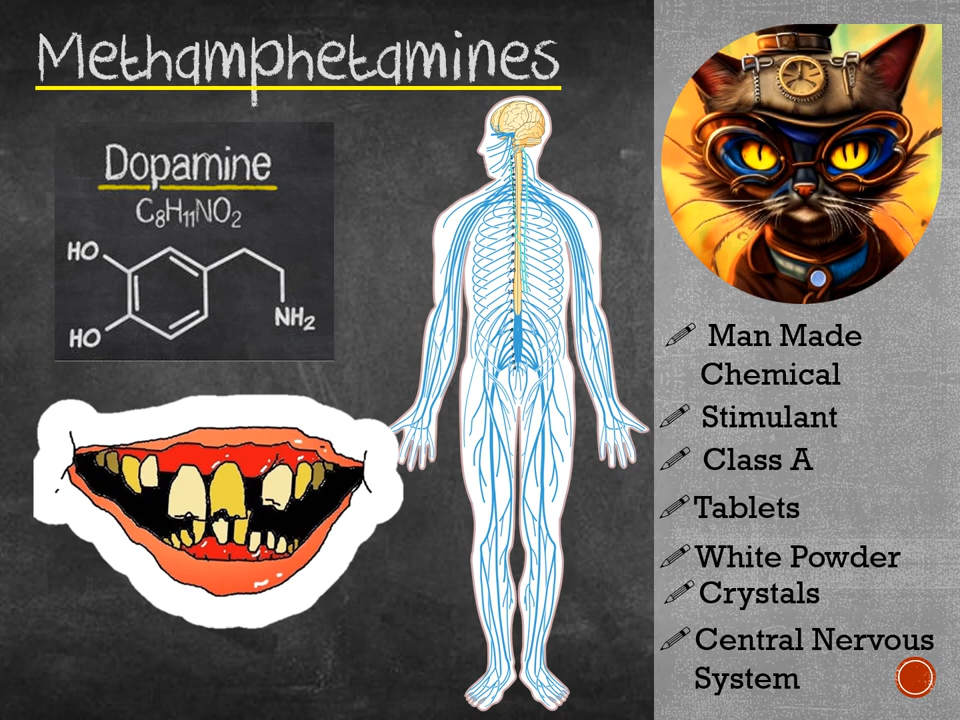 Methamphetamines
Dopamine
C₈H₁₁NO₂
HO
HO
NH₂
Man Made
Chemical
Stimulant
Class A
Tablets
White Powder
Crystals
Central Nervous
System